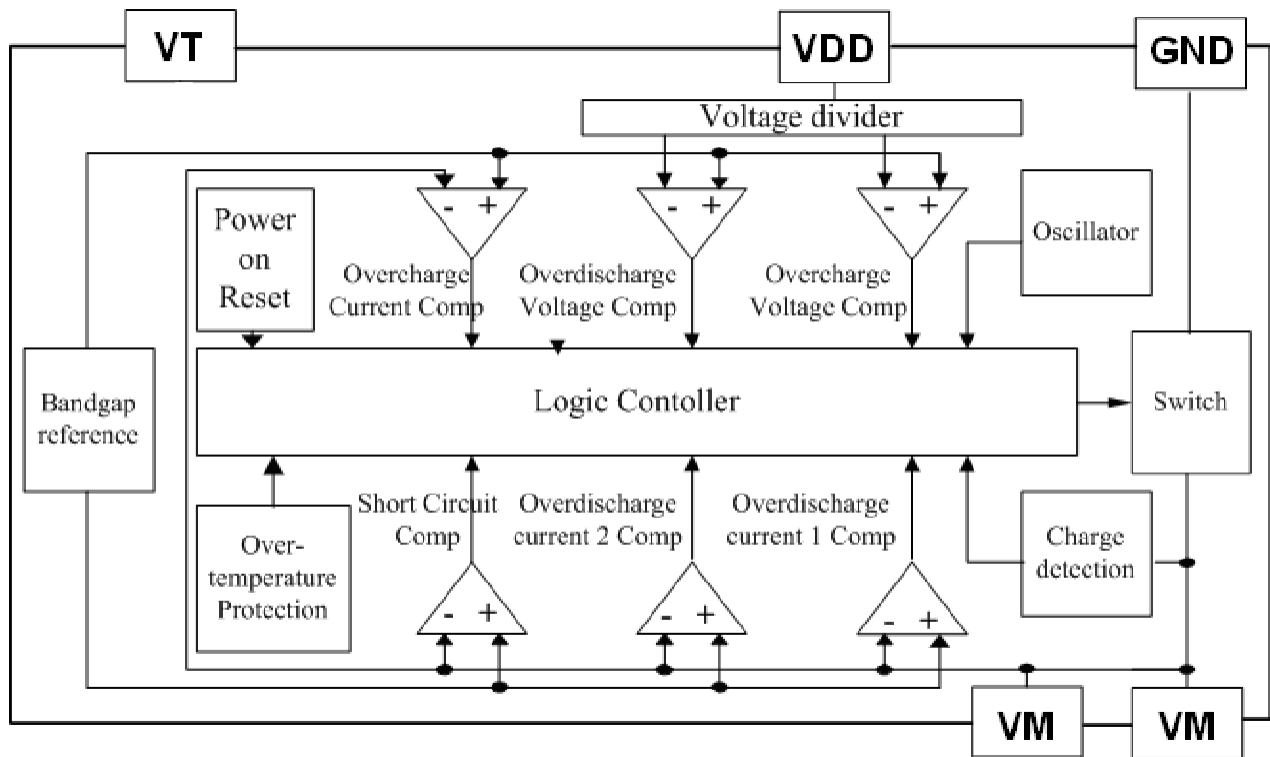 VT
VDD
GND
Voltage divider
- +
- +
- +
Power
on
Reset
Oscillator
Overcharge
Current Comp
Overdischarge
Voltage Comp
Overcharge
Voltage Comp
Bandgap
reference
Logic Contoller
Switch
Short Circuit
Comp
Overdischarge
current 2 Comp
Overdischarge
current 1 Comp
Over-
temperature
Protection
Charge
detection
- +
- +
- +
VM
VM